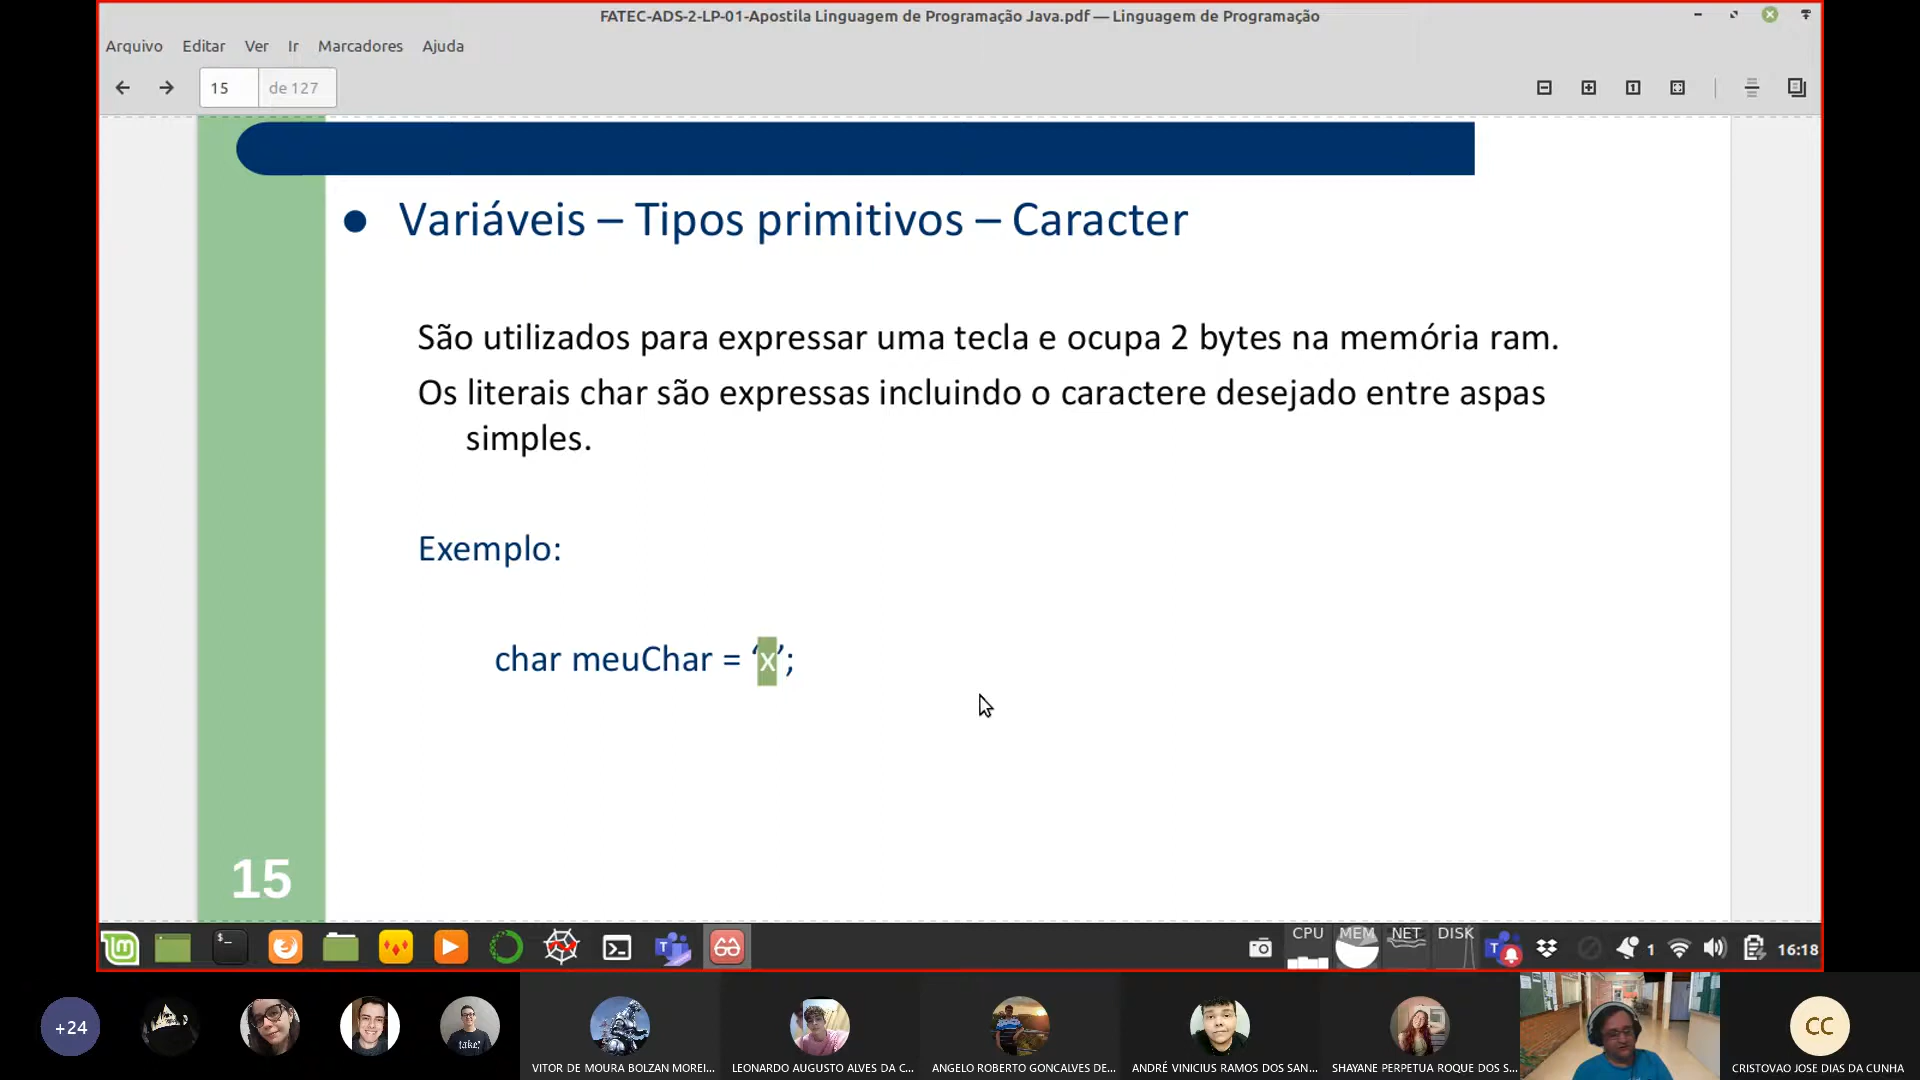 FATEC-ADS-2-LP-01-Apostila Linguagem de Programação Java.pdf — Linguagem de Programação
Arquivo Editar Ver Ir Marcadores Ajuda
15 de 127
● Variáveis – Tipos primitivos – Caracter
São utilizados para expressar uma tecla e ocupa 2 bytes na memória ram.
Os literais char são expressas incluindo o caractere desejado entre aspas
simples.
Exemplo:
char meuChar = ‘x’;
15
CPU MEM NET DISK 1 16:18
+24
take!
CC
VITOR DE MOURA BOLZAN MOREI... LEONARDO AUGUSTO ALVES DA C... ANGELO ROBERTO GONCALVES DE... ANDRÉ VINICIUS RAMOS DOS SAN... SHAYANE PERPETUA ROQUE DOS S... CRISTOVAO JOSE DIAS DA CUNHA